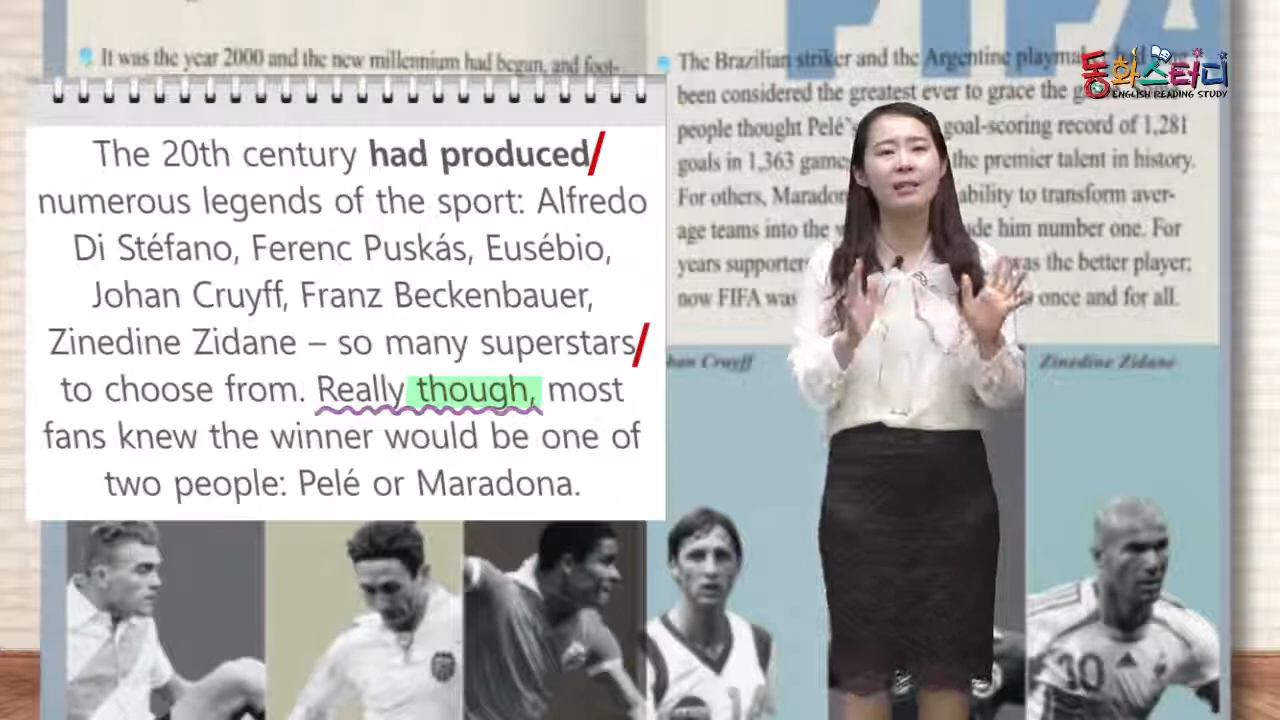 FIFA
It was the year 2000 and the new millennium had begun, and foot-
The 20th century had produced/
numerous legends of the sport: Alfredo
Di Stéfano, Ferenc Puskás, Eusébio,
Johan Cruyff, Franz Beckenbauer,
Zinedine Zidane – so many superstars/
to choose from. Really though, most
fans knew the winner would be one of
two people: Pelé or Maradona.
The Brazilian striker and the Argentine
been considered the greatest ever to grace the
people thought Pelé's goal-scoring record of 1,281
goals in 1,363 the premier talent in history.
For others, ability to transform aver-
age teams into the him number one. For
years was the better player;
now FIFA was once and for all.
동화스터디
ENGLISH READING STUDY
Cruyff
Zinedine Zidane
10